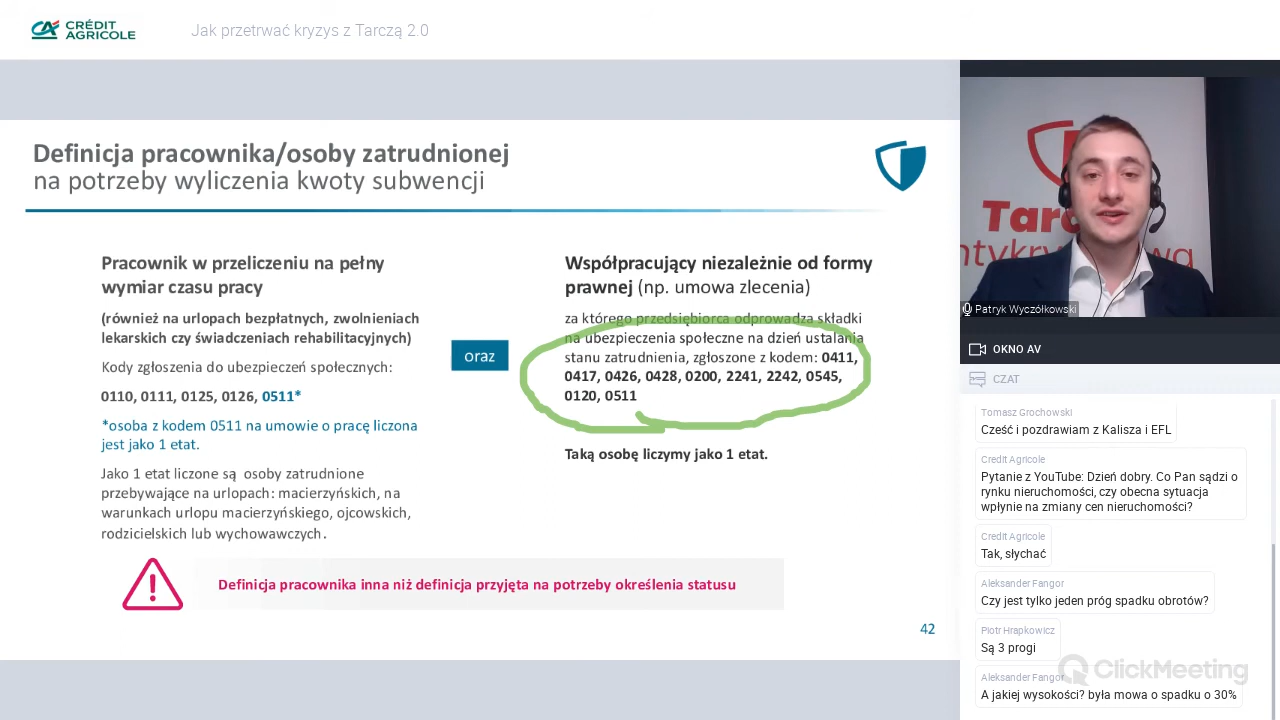 CRÉDIT
AGRICOLE
Jak przetrwać kryzys z Tarczą 2.0
Definicja pracownika/osoby zatrudnionej
na potrzeby wyliczenia kwoty subwencji
Pracownik w przeliczeniu na pełny
wymiar czasu pracy
(również na urlopach bezpłatnych, zwolnieniach
lekarskich czy świadczeniach rehabilitacyjnych)
Kody zgłoszenia do ubezpieczeń społecznych:
0110, 0111, 0125, 0126, 0511*
*osoba z kodem 0511 na umowie o pracę liczona
jest jako 1 etat.
Jako 1 etat liczone są osoby zatrudnione
przebywające na urlopach: macierzyńskich, na
warunkach urlopu macierzyńskiego, ojcowskich,
rodzicielskich lub wychowawczych.
oraz
Współpracujący niezależnie od formy
prawnej (np. umowa zlecenia)
za którego przedsiębiorca odprowadza składki
na ubezpieczenia społeczne na dzień ustalania
stanu zatrudnienia, zgłoszone z kodem: 0411,
0417, 0426, 0428, 0200, 2241, 2242, 0545,
0120, 0511
Taką osobę liczymy jako 1 etat.
! Definicja pracownika inna niż definicja przyjęta na potrzeby określenia statusu
42
Patryk Wyczółkowski
OKNO AV
CZAT
Tomasz Grochowski
Cześć i pozdrawiam z Kalisza i EFL
Credit Agricole
Pytanie z YouTube: Dzień dobry. Co Pan sądzi o
rynku nieruchomości, czy obecna sytuacja
wpłynie na zmiany cen nieruchomości?
Credit Agricole
Tak, słychać
Aleksander Fangor
Czy jest tylko jeden próg spadku obrotów?
Piotr Hrapkowicz
Są 3 progi
Aleksander Fangor
A jakiej wysokości? była mowa o spadku o 30%
ClickMeeting